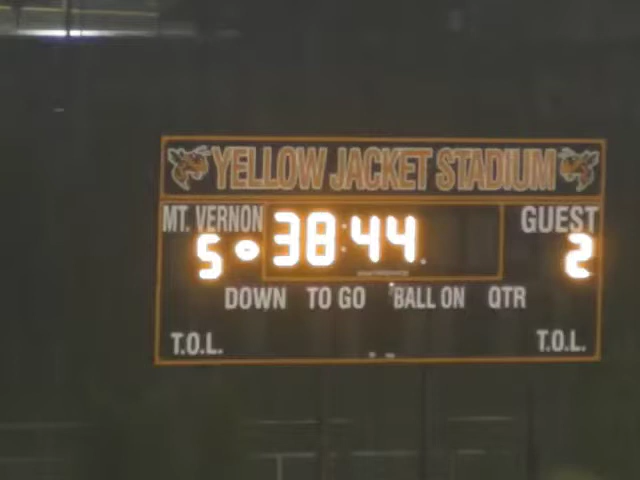 YELLOW JACKET STADIUM
MT. VERNON GUEST
5 38:44 2
DOWN TO GO BALL ON QTR
T.O.L. T.O.L.